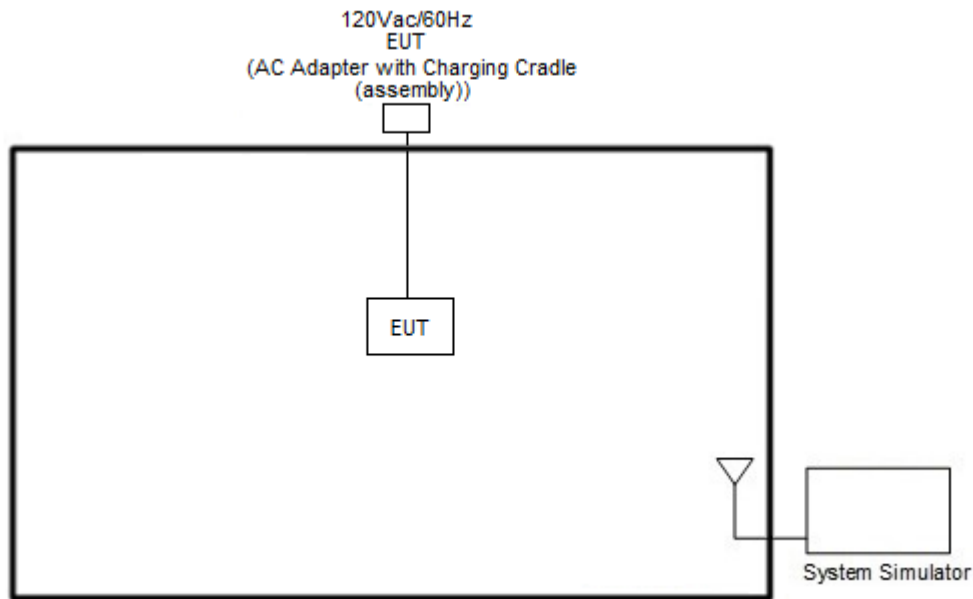 120Vac/60Hz
EUT
(AC Adapter with Charging Cradle
(assembly))
EUT
System Simulator